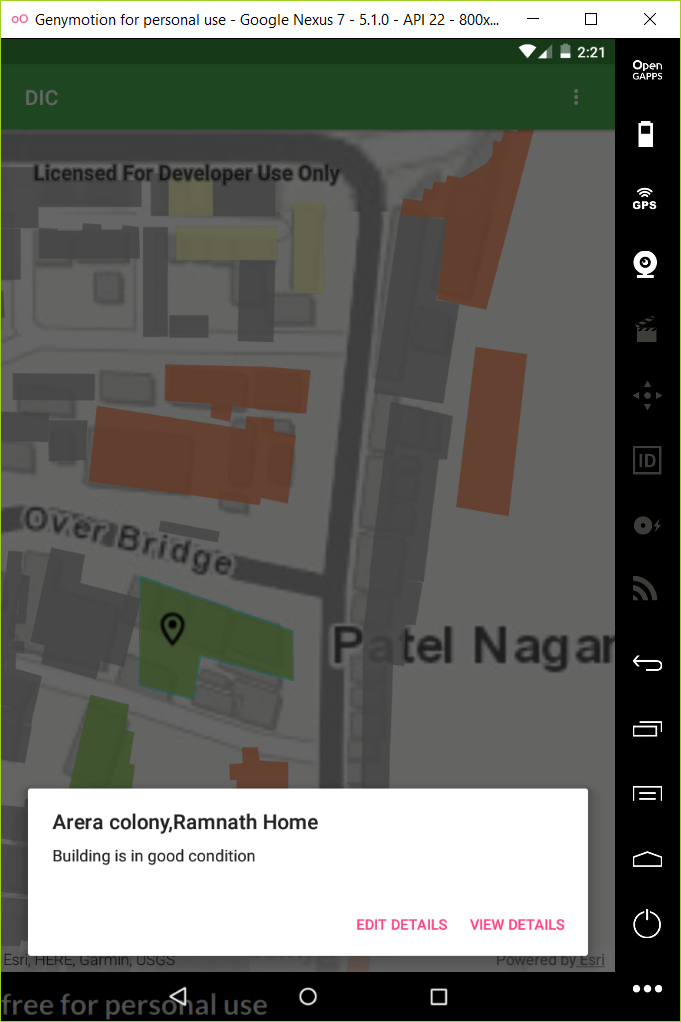 Genymotion for personal use - Google Nexus 7 - 5.1.0 - API 22 - 800x...
2:21
Open
GAPPS
DIC
Licensed For Developer Use Only
GPS
ID
Over Bridge
Patel Nagar
Arera colony,Ramnath Home
Building is in good condition
EDIT DETAILS VIEW DETAILS
Esri, HERE, Garmin, USGS
Powered by Esri
free for personal use